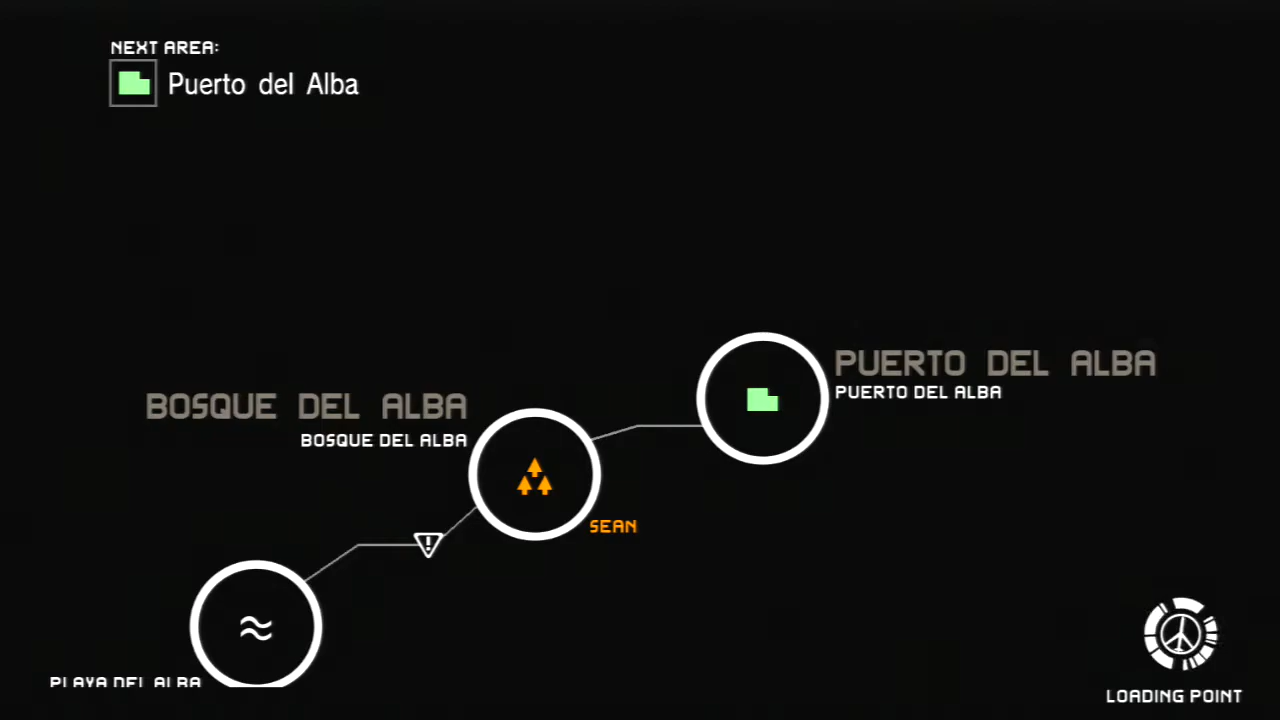 NEXT AREA:
Puerto del Alba
PUERTO DEL ALBA
PUERTO DEL ALBA
BOSQUE DEL ALBA
BOSQUE DEL ALBA
SEAN
PLAYA DEL ALBA
LOADING POINT